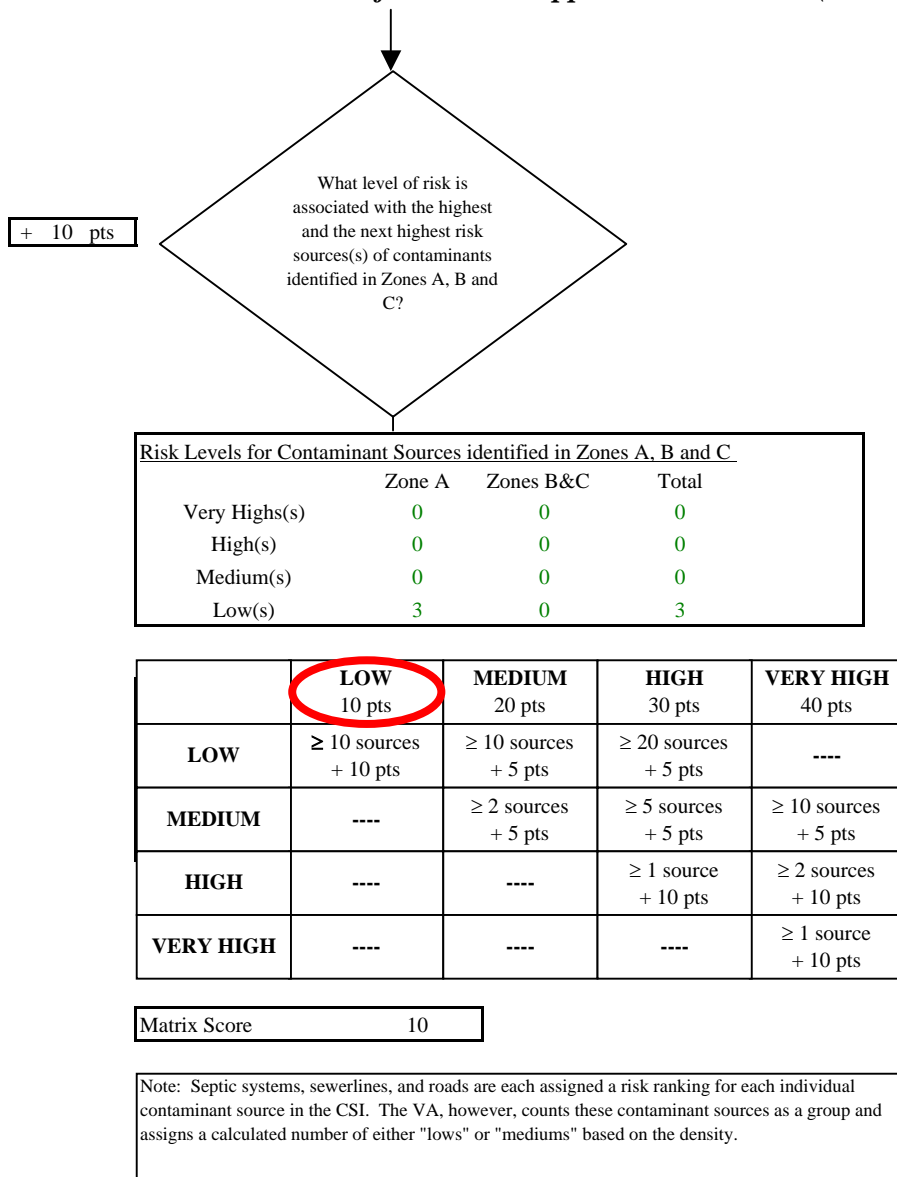 What level of risk is
associated with the highest
and the next highest risk
sources(s) of contaminants
identified in Zones A, B and
C?
+ 10 pts
Risk Levels for Contaminant Sources identified in Zones A, B and C
Zone A Zones B&C Total
Very Highs(s) 0 0 0
High(s) 0 0 0
Medium(s) 0 0 0
Low(s) 3 0 3
LOW MEDIUM HIGH VERY HIGH
10 pts 20 pts 30 pts 40 pts
LOW ≥ 10 sources ≥ 10 sources ≥ 20 sources ----
+ 10 pts + 5 pts + 5 pts
MEDIUM ---- ≥ 2 sources ≥ 5 sources ≥ 10 sources
+ 5 pts + 5 pts + 5 pts
HIGH ---- ---- ≥ 1 source ≥ 2 sources
+ 10 pts + 10 pts
VERY HIGH ---- ---- ---- ≥ 1 source
+ 10 pts
Matrix Score 10
Note: Septic systems, sewerlines, and roads are each assigned a risk ranking for each individual
contaminant source in the CSI. The VA, however, counts these contaminant sources as a group and
assigns a calculated number of either "lows" or "mediums" based on the density.